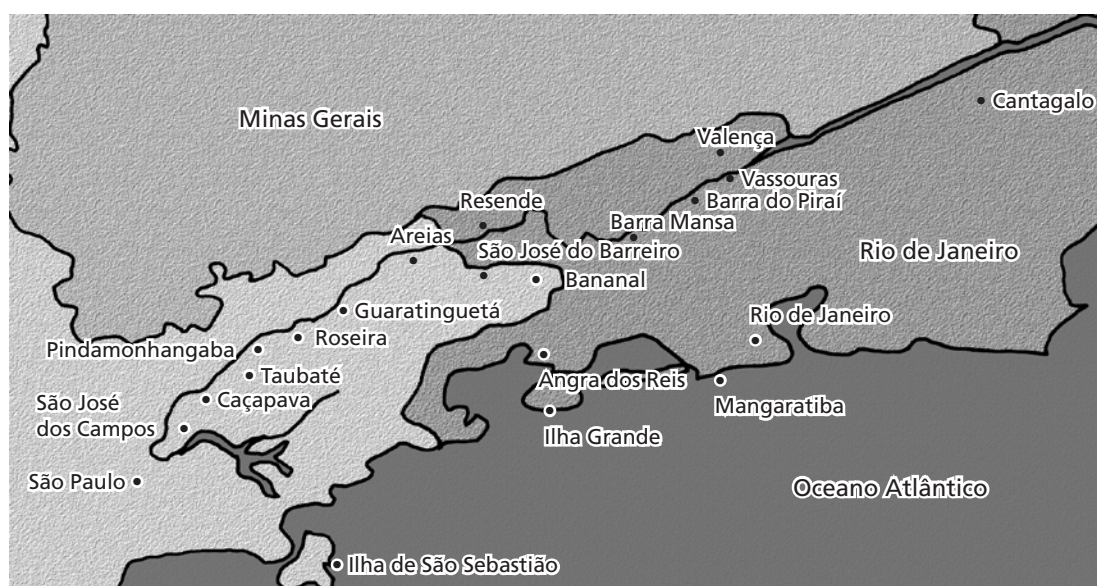 Cantagalo
Minas Gerais
Valença
Vassouras
Resende
Barra do Piraí
Barra Mansa
Areias
São José do Barreiro
Rio de Janeiro
Bananal
Guaratinguetá
Rio de Janeiro
Roseira
Pindamonhangaba
Taubaté
Angra dos Reis
Caçapava
São José
dos Campos
Mangaratiba
Ilha Grande
São Paulo
Oceano Atlântico
Ilha de São Sebastião